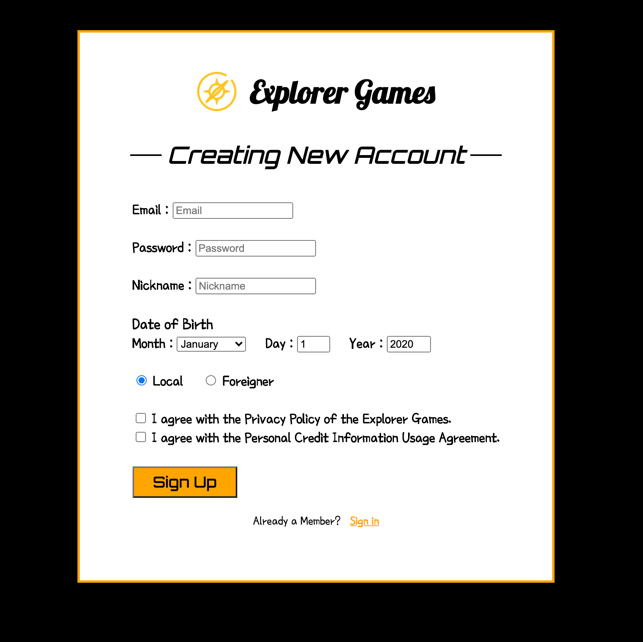 Explorer Games
Creating New Account
Email : Email
Password : Password
Nickname : Nickname
Date of Birth
Month : January Day : 1 Year : 2020
Local Foreigner
I agree with the Privacy Policy of the Explorer Games.
I agree with the Personal Credit Information Usage Agreement.
Sign Up
Already a Member? Sign in